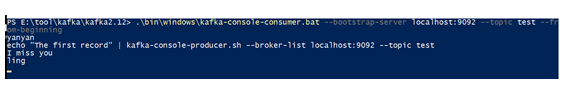 PS E:\tool\kafka\kafka2.12> .\bin\windows\kafka-console-consumer.bat --bootstrap-server localhost:9092 --topic test --fr
om-beginning
yanyan
echo "The first record" | kafka-console-producer.sh --broker-list localhost:9092 --topic test
I miss you
ling